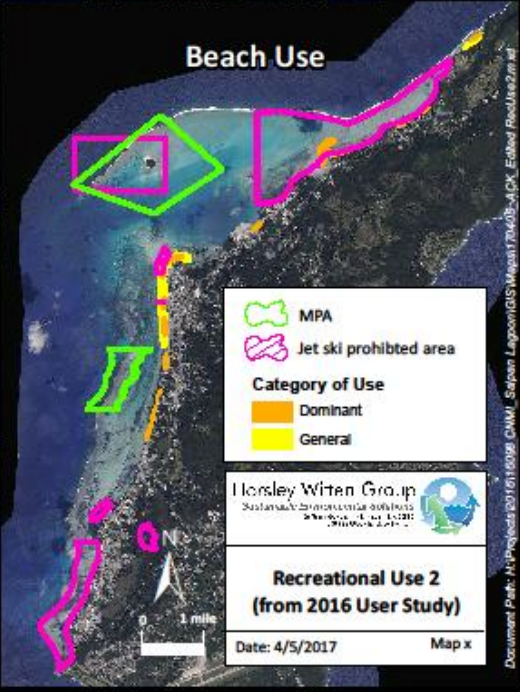 Beach Use
MPA
Jet ski prohibted area
Category of Use
Dominant
General
Horsley Witten Group
Sustainable Environmental Solutions
N
0 1 mile
Recreational Use 2
(from 2016 User Study)
Date: 4/5/2017 Map x